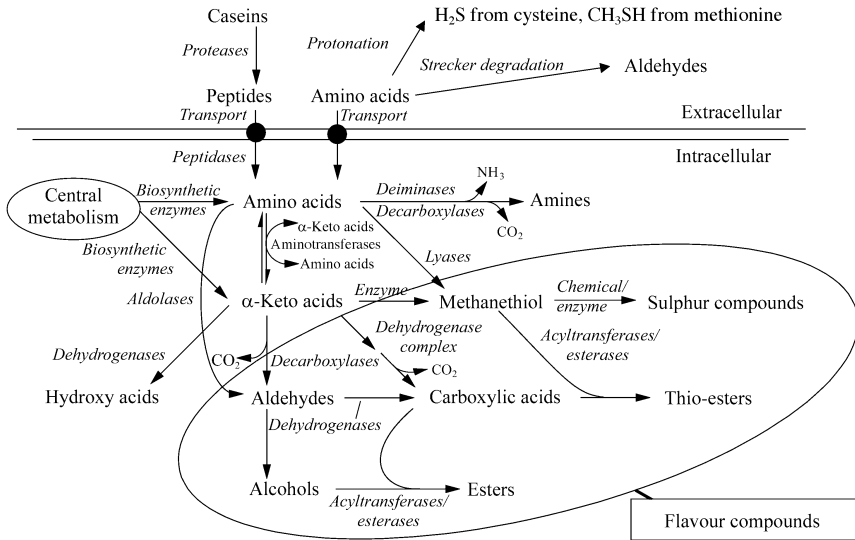 Caseins
H₂S from cysteine, CH₃SH from methionine
Proteases
Protonation
Strecker degradation
Aldehydes
Peptides
Amino acids
Transport
Transport
Extracellular
Peptidases
Intracellular
NH₃
Central
metabolism
Biosynthetic
enzymes
Amino acids
Deiminases
Decarboxylases
Amines
CO₂
α-Keto acids
Aminotransferases
Amino acids
Biosynthetic
enzymes
Lyases
Aldolases
α-Keto acids
Enzyme
Methanethiol
Chemical/
enzyme
Sulphur compounds
Dehydrogenases
CO₂
Decarboxylases
Dehydrogenase
complex
CO₂
Acyltransferases/
esterases
Hydroxy acids
Aldehydes
Dehydrogenases
Carboxylic acids
Thio-esters
Alcohols
Acyltransferases/
esterases
Esters
Flavour compounds